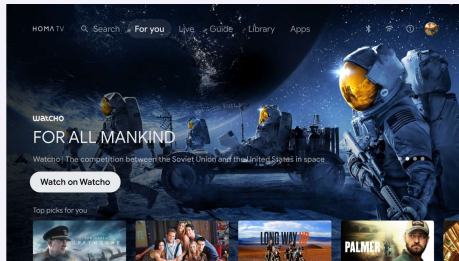 HOMA TV Search For you Live Guide Library Apps
watcho
FOR ALL MANKIND
Watcho | The competition between the Soviet Union and the United States in space
Watch on Watcho
Top picks for you
GREYHOUND
LONG WAY UP
PALMER